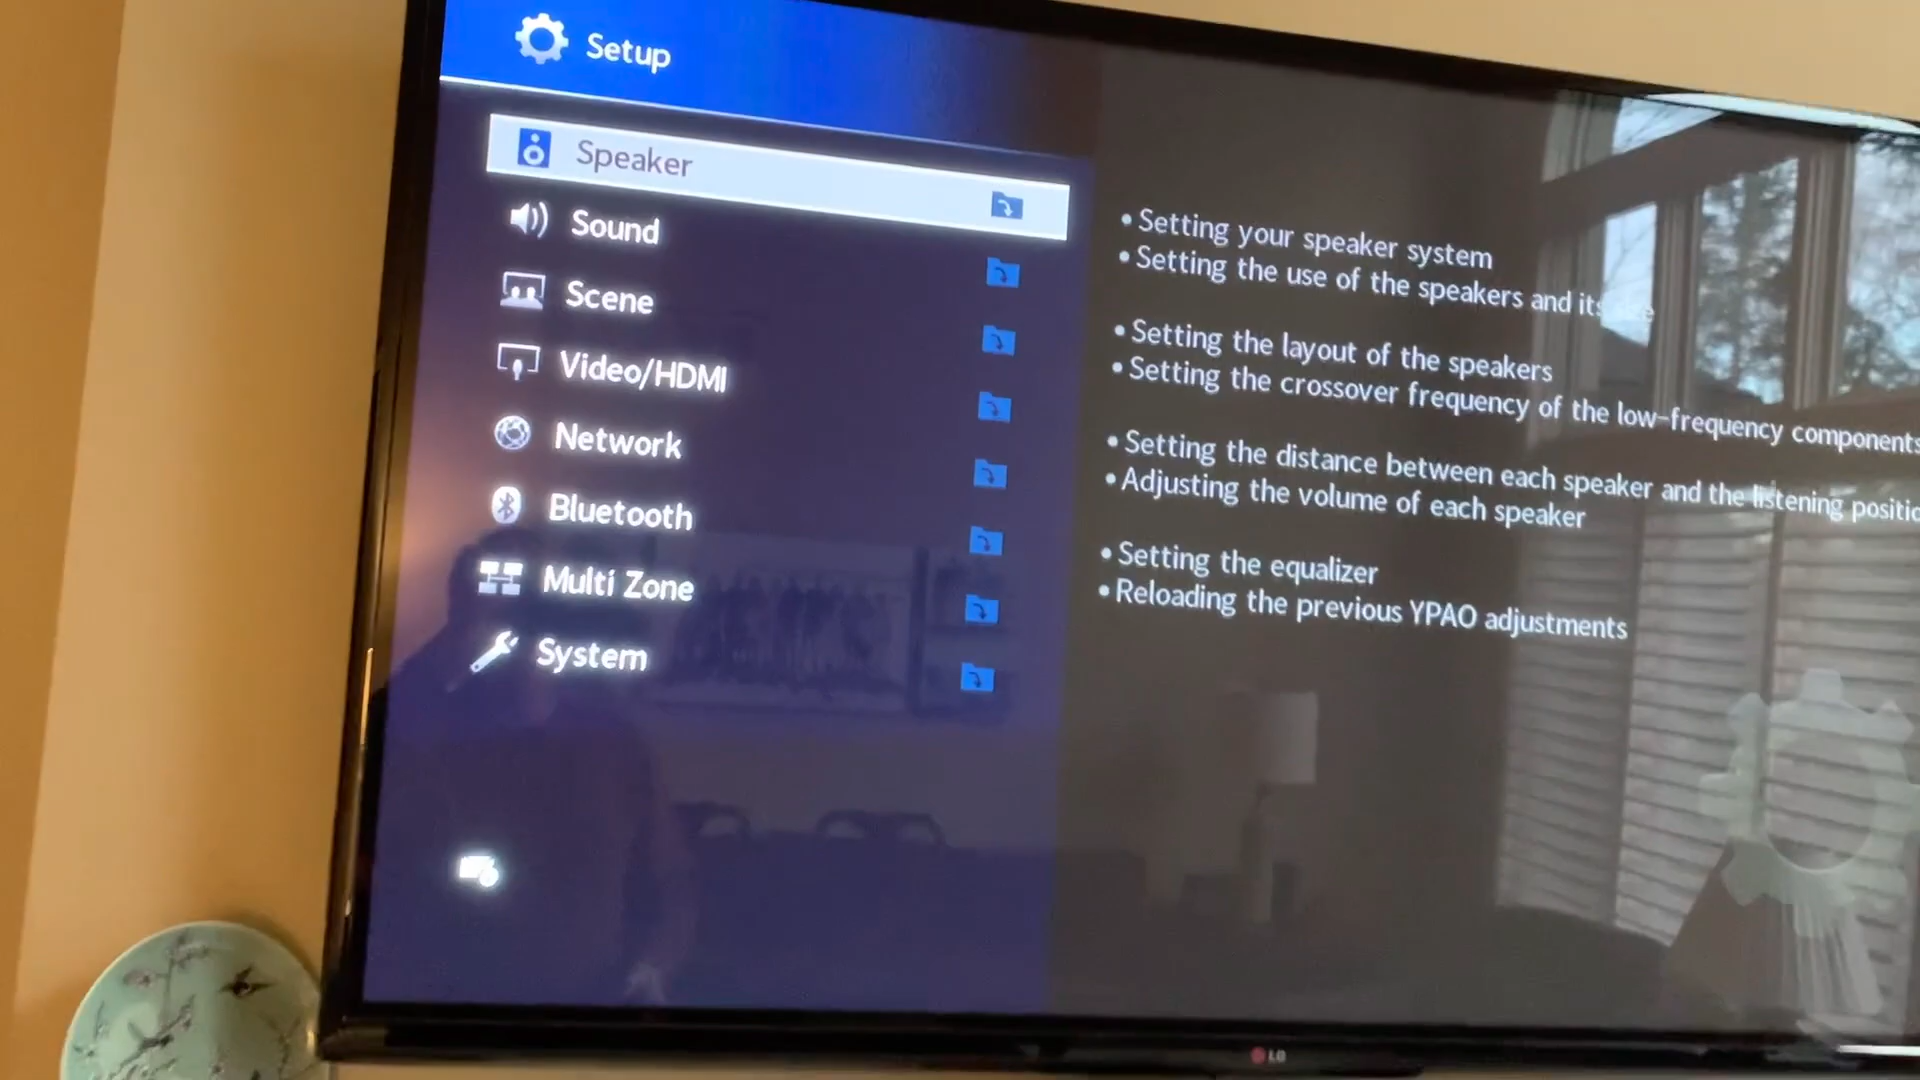 Setup
Speaker
Sound
Scene
Video/HDMI
Network
Bluetooth
Multi Zone
System
• Setting your speaker system
• Setting the use of the speakers and its size
• Setting the layout of the speakers
• Setting the crossover frequency of the low-frequency components
• Setting the distance between each speaker and the listening
• Adjusting the volume of each speaker
• Setting the equalizer
• Reloading the previous YPAO adjustments
LG